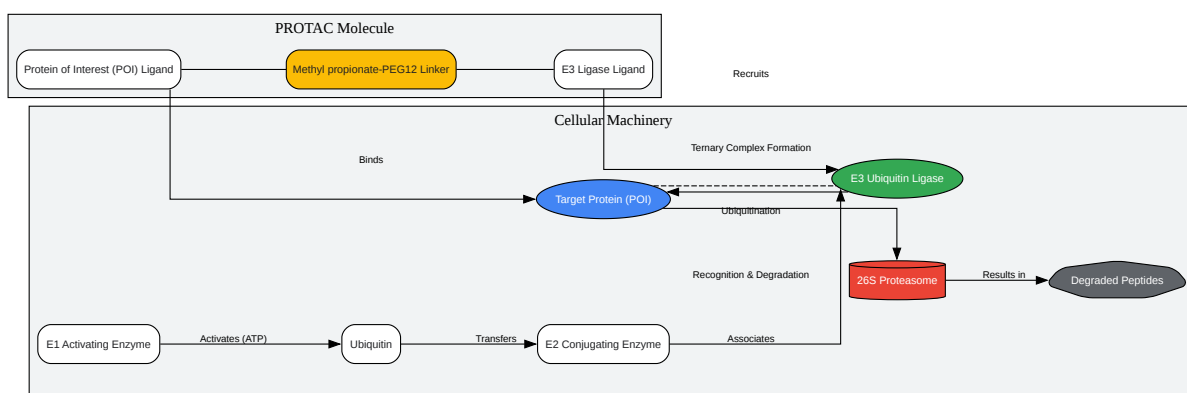 PROTAC Molecule
Protein of Interest (POI) Ligand
Methyl propionate-PEG12 Linker
E3 Ligase Ligand
Recruits
Cellular Machinery
Ternary Complex Formation
Binds
E3 Ubiquitin Ligase
Target Protein (POI)
Ubiquitination
Recognition & Degradation
26S Proteasome
Results in
Degraded Peptides
E1 Activating Enzyme
Activates (ATP)
Ubiquitin
Transfers
E2 Conjugating Enzyme
Associates